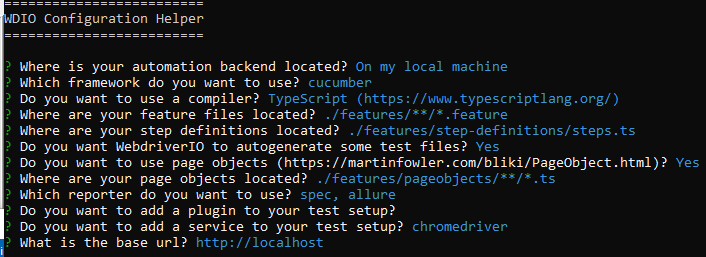 =========================
WDIO Configuration Helper
=========================
? Where is your automation backend located? On my local machine
? Which framework do you want to use? cucumber
? Do you want to use a compiler? TypeScript (https://www.typescriptlang.org/)
? Where are your feature files located? ./features/**/*.feature
? Where are your step definitions located? ./features/step-definitions/steps.ts
? Do you want WebdriverIO to autogenerate some test files? Yes
? Do you want to use page objects (https://martinfowler.com/bliki/PageObject.html)? Yes
? Where are your page objects located? ./features/pageobjects/**/*.ts
? Which reporter do you want to use? spec, allure
? Do you want to add a plugin to your test setup?
? Do you want to add a service to your test setup? chromedriver
? What is the base url? http://localhost